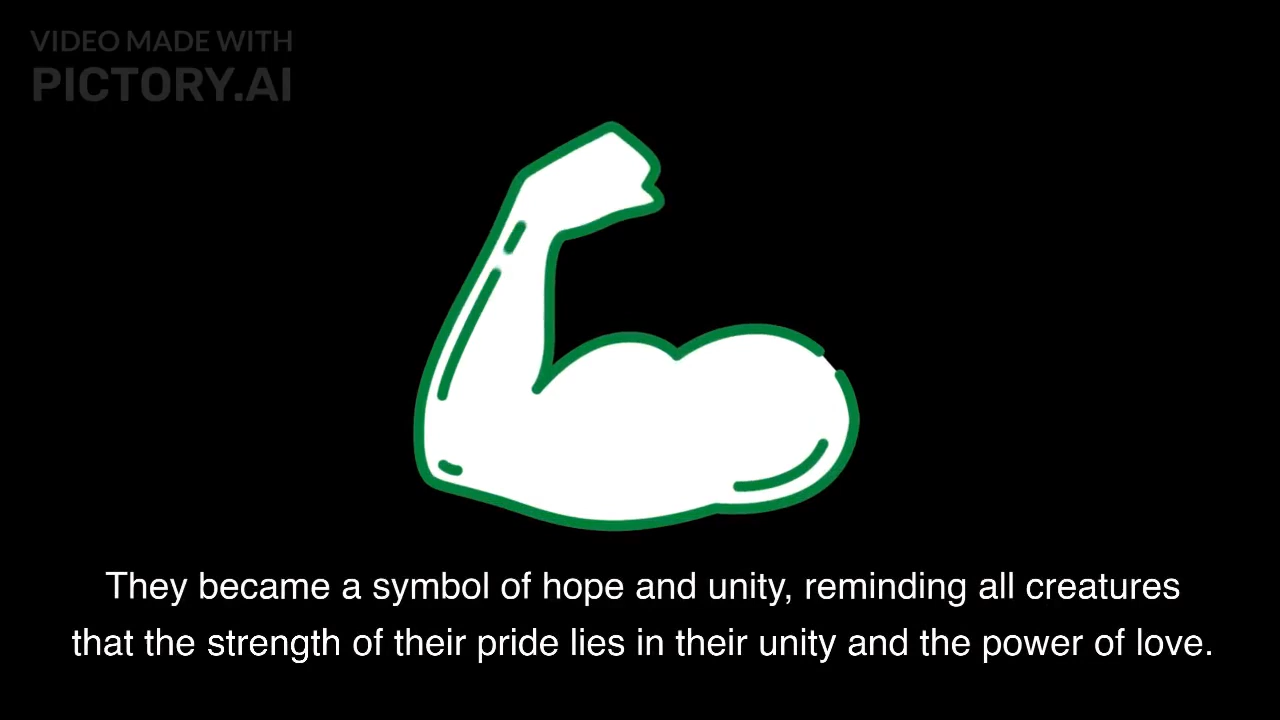 VIDEO MADE WITH
PICTORY.AI
They became a symbol of hope and unity, reminding all creatures
that the strength of their pride lies in their unity and the power of love.